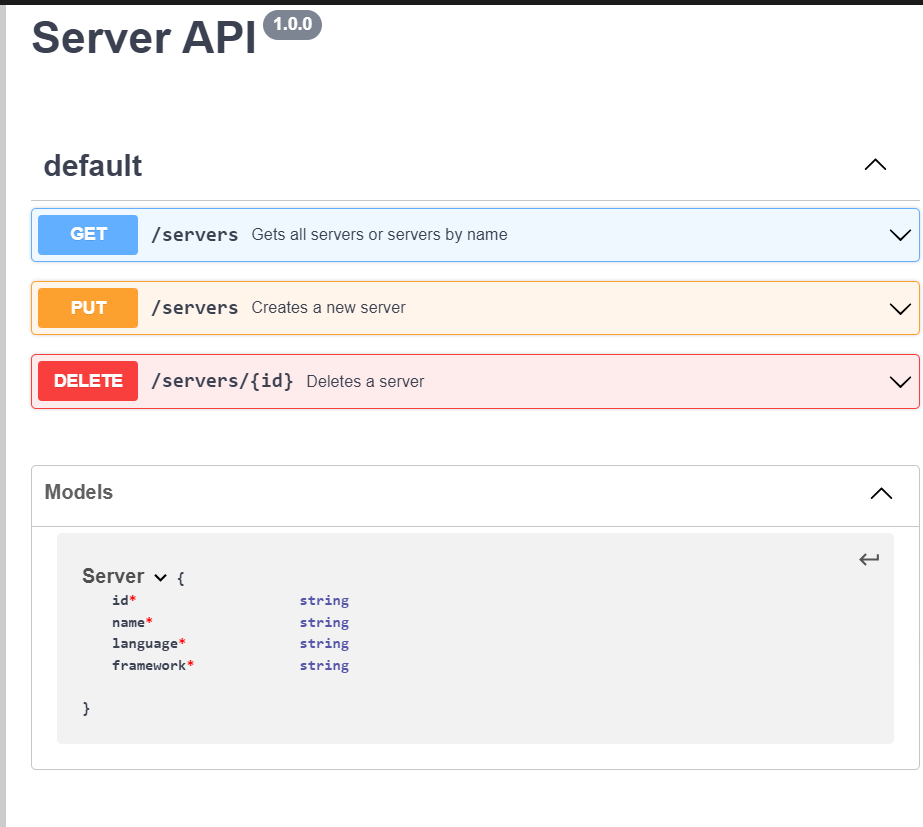 Server API 1.0.0
default
GET /servers Gets all servers or servers by name
PUT /servers Creates a new server
DELETE /servers/{id} Deletes a server
Models
Server {
id* string
name* string
language* string
framework* string
}